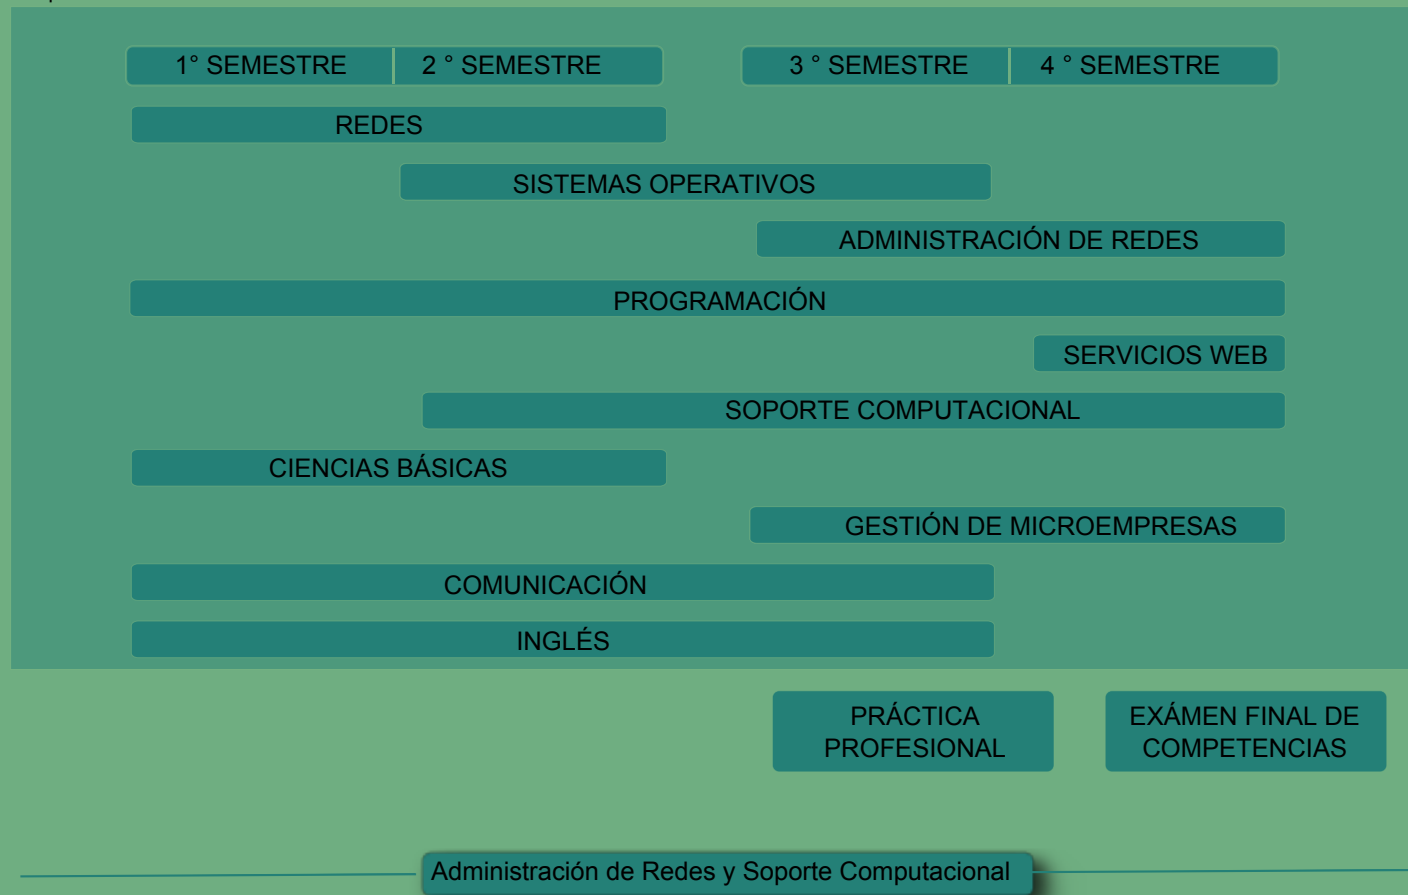 1° SEMESTRE 2 ° SEMESTRE 3 ° SEMESTRE 4 ° SEMESTRE
REDES
SISTEMAS OPERATIVOS
ADMINISTRACIÓN DE REDES
PROGRAMACIÓN
SERVICIOS WEB
SOPORTE COMPUTACIONAL
CIENCIAS BÁSICAS
GESTIÓN DE MICROEMPRESAS
COMUNICACIÓN
INGLÉS
PRÁCTICA
PROFESIONAL
EXÁMEN FINAL DE
COMPETENCIAS
Administración de Redes y Soporte Computacional